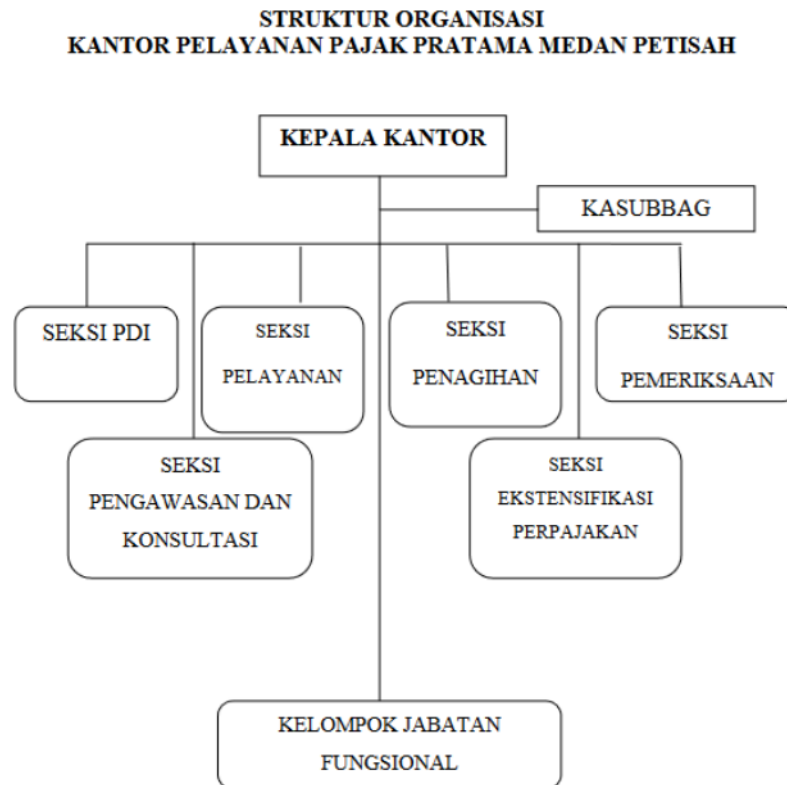 STRUKTUR ORGANISASI
KANTOR PELAYANAN PAJAK PRATAMA MEDAN PETISAH
KEPALA KANTOR
KASUBBAG
SEKSI PDI
SEKSI
PELAYANAN
SEKSI
PENAGIHAN
SEKSI
PEMERIKSAAN
SEKSI
PENGAWASAN DAN
KONSULTASI
SEKSI
EKSTENSIFIKASI
PERPAJAKAN
KELOMPOK JABATAN
FUNGSIONAL